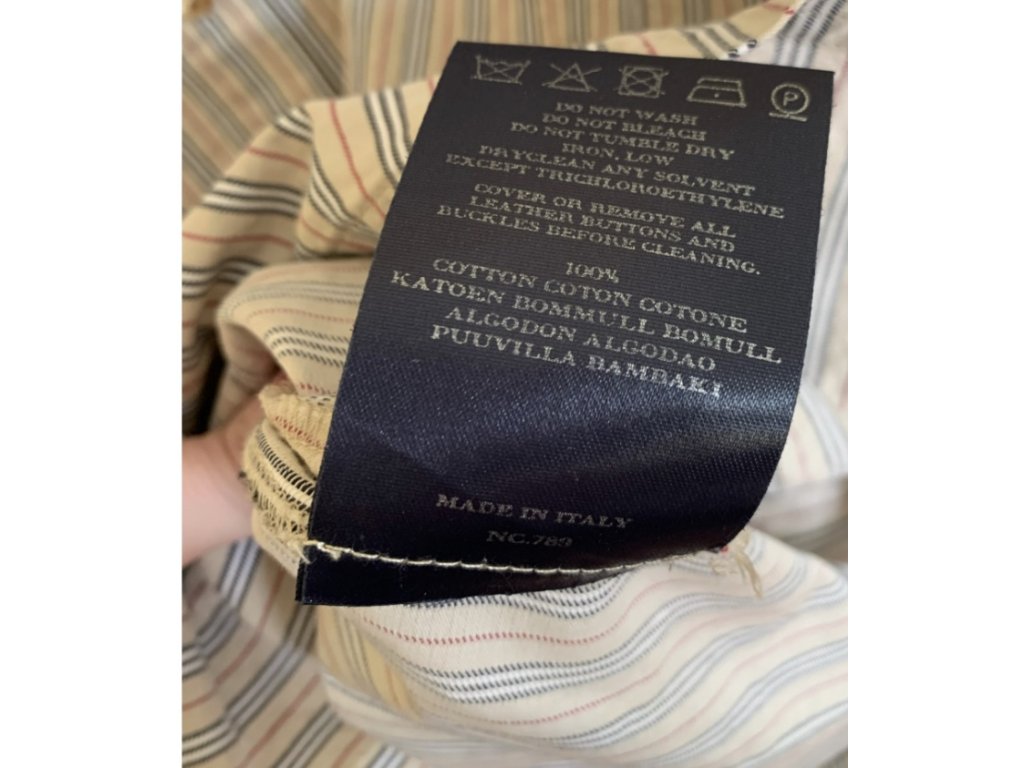 P
DO NOT WASH
DO NOT BLEACH
DO NOT TUMBLE DRY
IRON, LOW
DRYCLEAN ANY SOLVENT
EXCEPT TRICHLOROETHYLENE
COVER OR REMOVE ALL
LEATHER BUTTONS AND
BUCKLES BEFORE CLEANING.
100%
COTTON COTON COTONE
KATOEN BOMMULL BOMULL
ALGODON ALGODAO
PUUVILLA BAMBAKI
MADE IN ITALY
NC.789